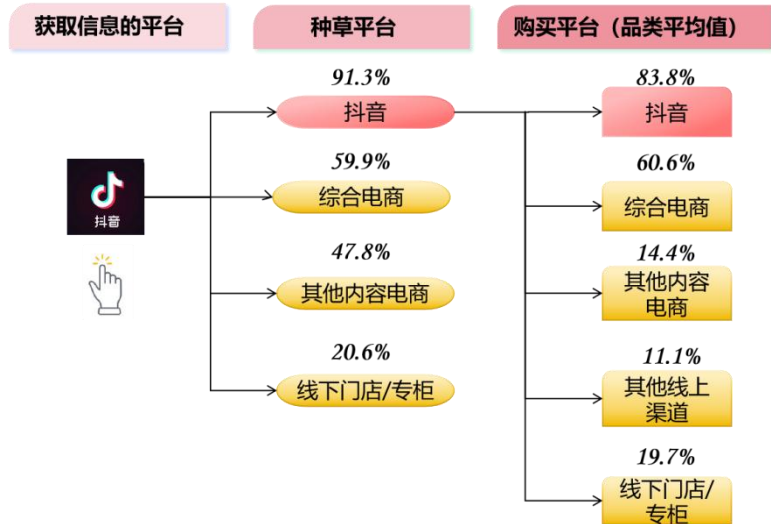 获取信息的平台
种草平台
购买平台（品类平均值）
抖音
91.3%
抖音
59.9%
综合电商
47.8%
其他内容电商
20.6%
线下门店/专柜
83.8%
抖音
60.6%
综合电商
14.4%
其他内容
电商
11.1%
其他线上
渠道
19.7%
线下门店/
专柜